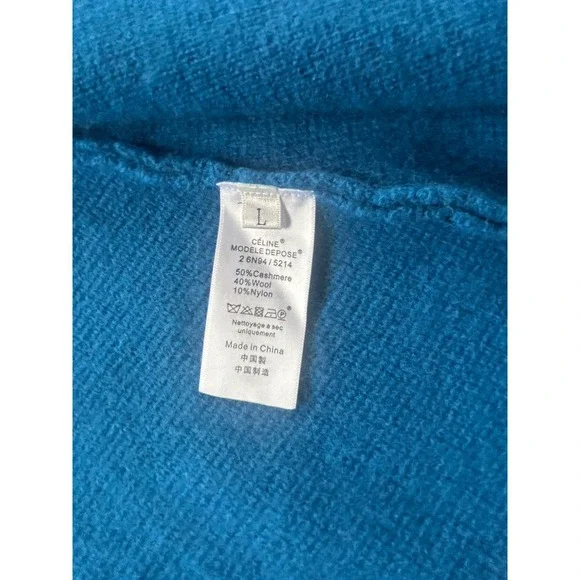 L
CÉLINE®
MODELE DEPOSE®
2 6N94 / 5214
50%Cashmere
40%Wool
10%Nylon
Nettoyage a sec
uniquement
Made in China
中国製
中国制造